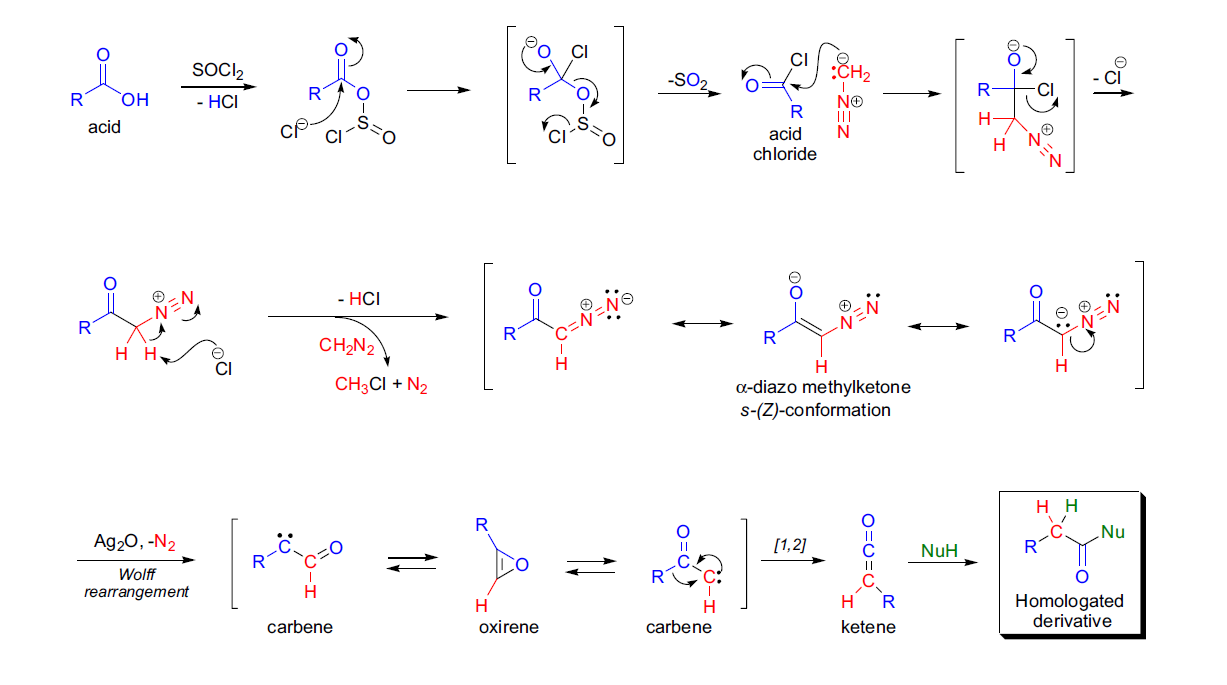 O
R
OH
acid
SOCl2
- HCl
O
R
O
Cl⊖
Cl
S
O
⊖
O
Cl
R
O
S
Cl
O
-SO2
Cl
O
R
acid
chloride
⊖
:CH2
N⊕
N
⊖
O
R
Cl
H
H
N
⊕
N
- Cl
⊖
O
R
H
H
⊕
N
N
⊖
Cl
- HCl
CH2N2
CH3Cl + N2
O
R
C
H
⊕
N
N
⊖
⊖
O
R
H
⊕
N
N
α-diazo methylketone
s-(Z)-conformation
O
R
⊖
C
H
⊕
N
N
Ag2O, -N2
Wolff
rearrangement
R
C
C
O
H
carbene
R
O
H
oxirene
O
R
C
C:
H
carbene
[1,2]
O
C
C
H
R
ketene
NuH
H
H
R
C
C
Nu
O
Homologated
derivative